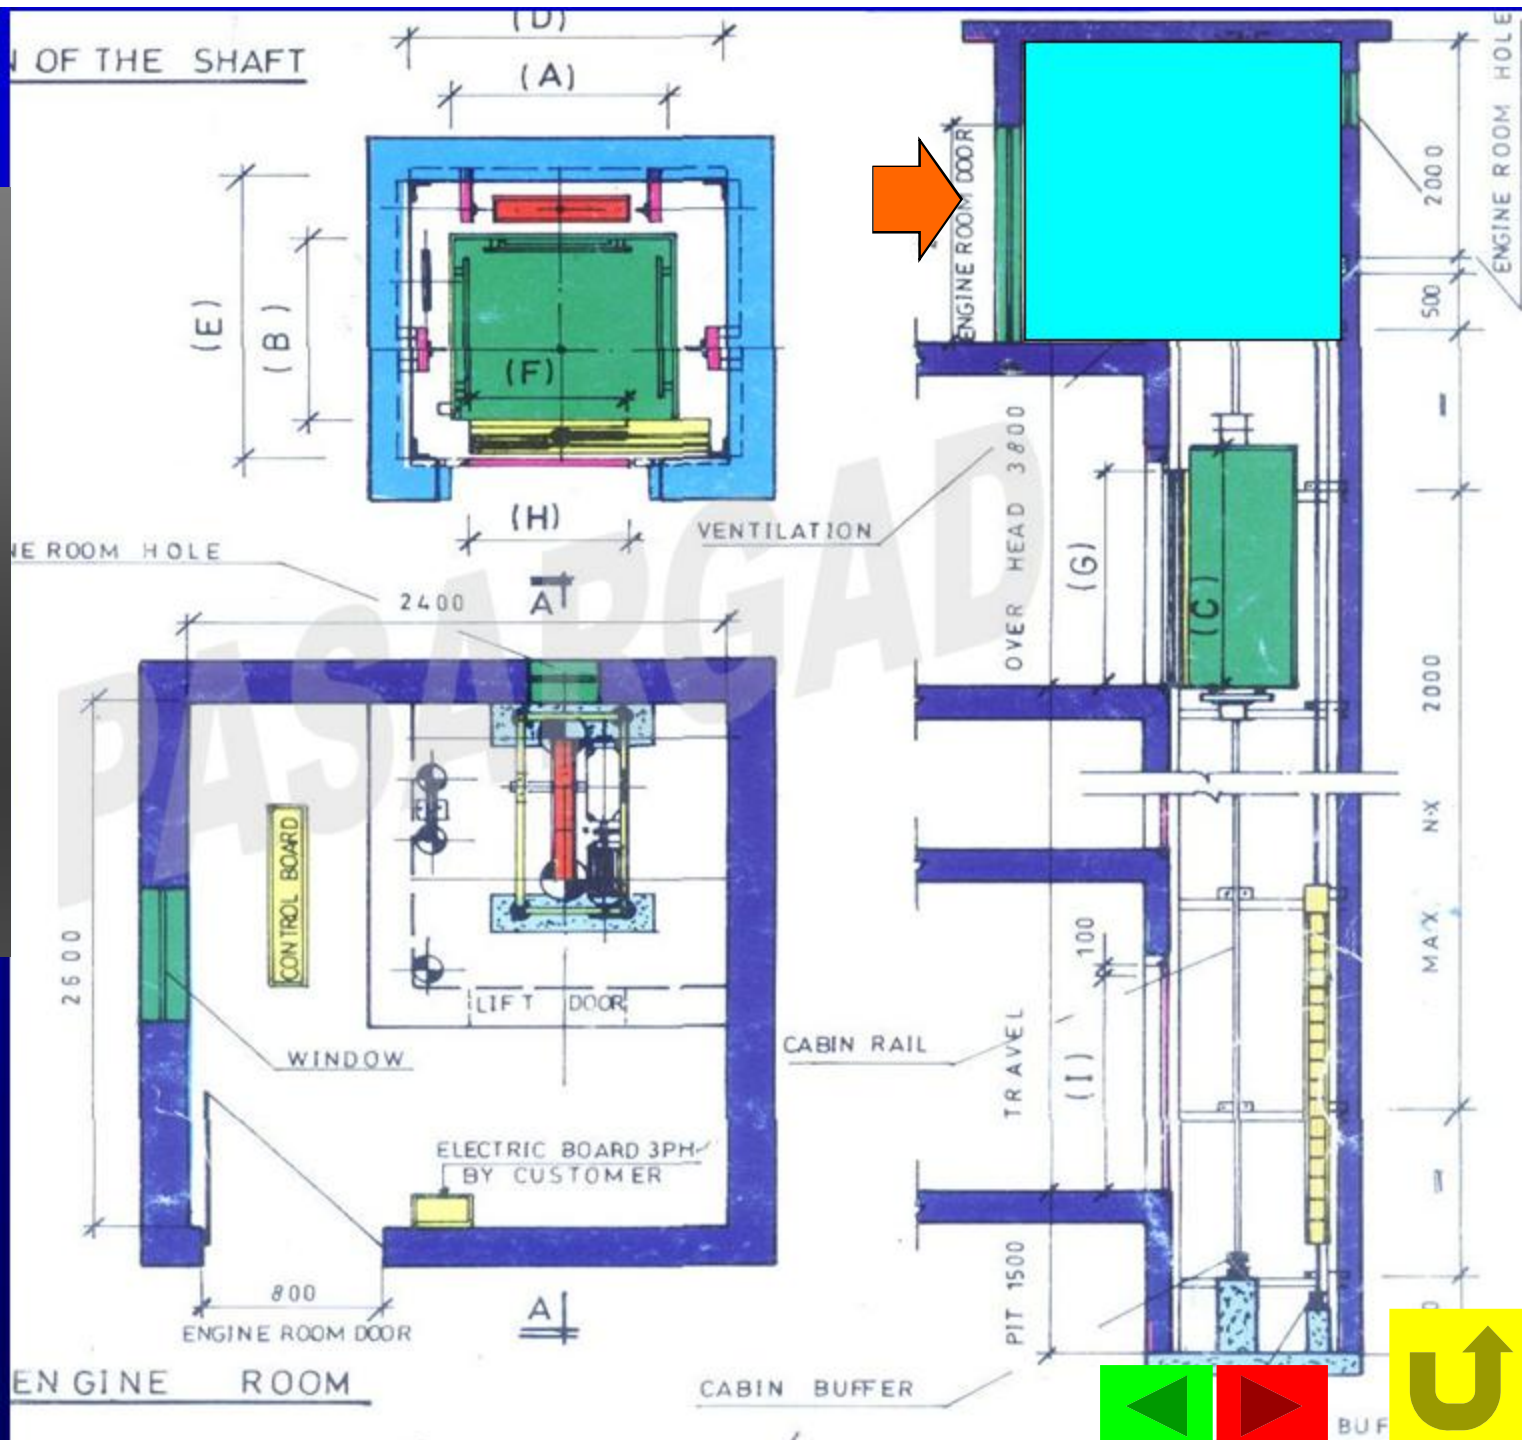 OF THE SHAFT
(D)
(A)
(E)
(B)
(F)
(H)
ROOM HOLE
2400
A
PASARGAD
VENTILATION
2600
CONTROL BOARD
LIFT DOOR
WINDOW
ELECTRIC BOARD 3PH
BY CUSTOMER
800
ENGINE ROOM DOOR
A
ENGINE ROOM
ENGINE ROOM DOOR
OVER HEAD 3800
(G)
(C)
CABIN RAIL
TRAVEL
100
(I)
PIT 1500
CABIN BUFFER
2000
500
ENGINE ROOM HOLE
2000
N·X
MAX